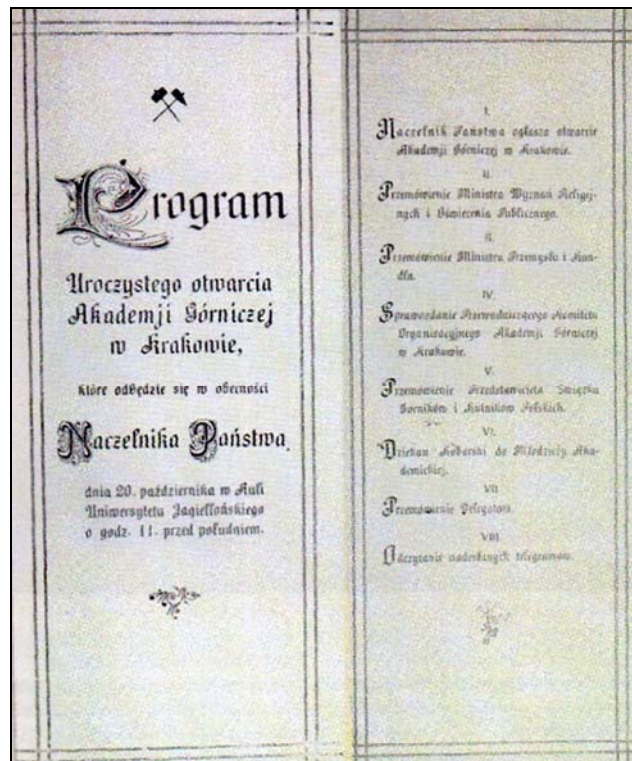 Program
Uroczystego otwarcia
Akademji Górniczej
w Krakowie,
które odbędzie się w obecności
Naczelnika Państwa,
dnia 20. października w Auli
Uniwersytetu Jagiellońskiego
o godz. 11. przed południem.
I.
Naczelnik Państwa ogłasza otwarcie
Akademji Górniczej w Krakowie.
II.
Przemówienie Ministra Wyznań Religij-
nych i Oświecenia Publicznego.
II.
Przemówienie Ministra Przemysłu i Han-
dlu.
IV.
Sprawozdanie Przewodniczącego Komitetu
Organizacyjnego Akademji Górniczej
w Krakowie.
V.
Przemówienie Przedstawiciela Związku
Górników i Hutników Polskich.
VI.
Dziekan do Młodzieży Aka-
demickiej.
VII.
Przemówienie Delegatów.
VIII.
Odczytanie nadesłanych telegramów.